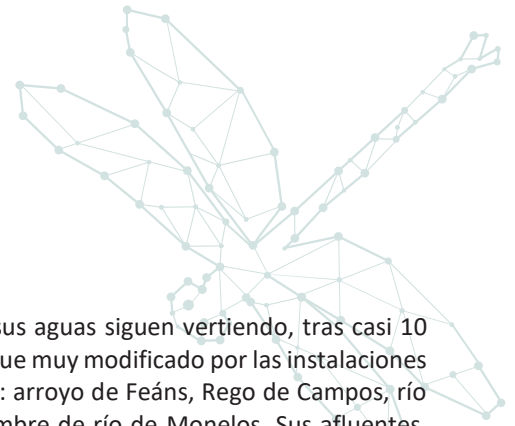 sus aguas siguen vertiendo, tras casi 10
que muy modificado por las instalaciones
: arroyo de Feáns, Rego de Campos, río
mbre de río de Monelos. Sus afluentes,